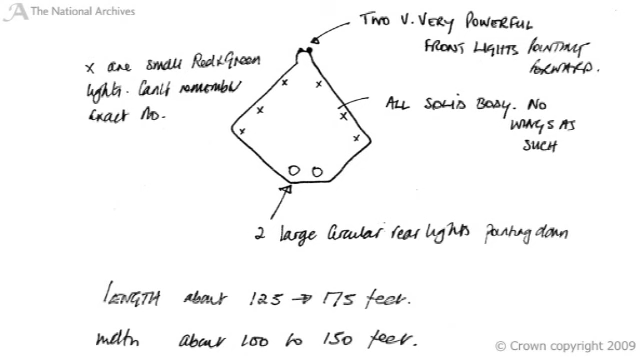 The National Archives
TWO V. VERY POWERFUL
FRONT LIGHTS POINTING
FORWARD.
x are small Red & Green
lights. Can't remember
Exact No.
ALL SOLID BODY. NO
WINGS AS
SUCH
2 large Circular rear lights pointing down
LENGTH about 125 → 175 feet.
Width about 100 to 150 feet.
© Crown copyright 2009